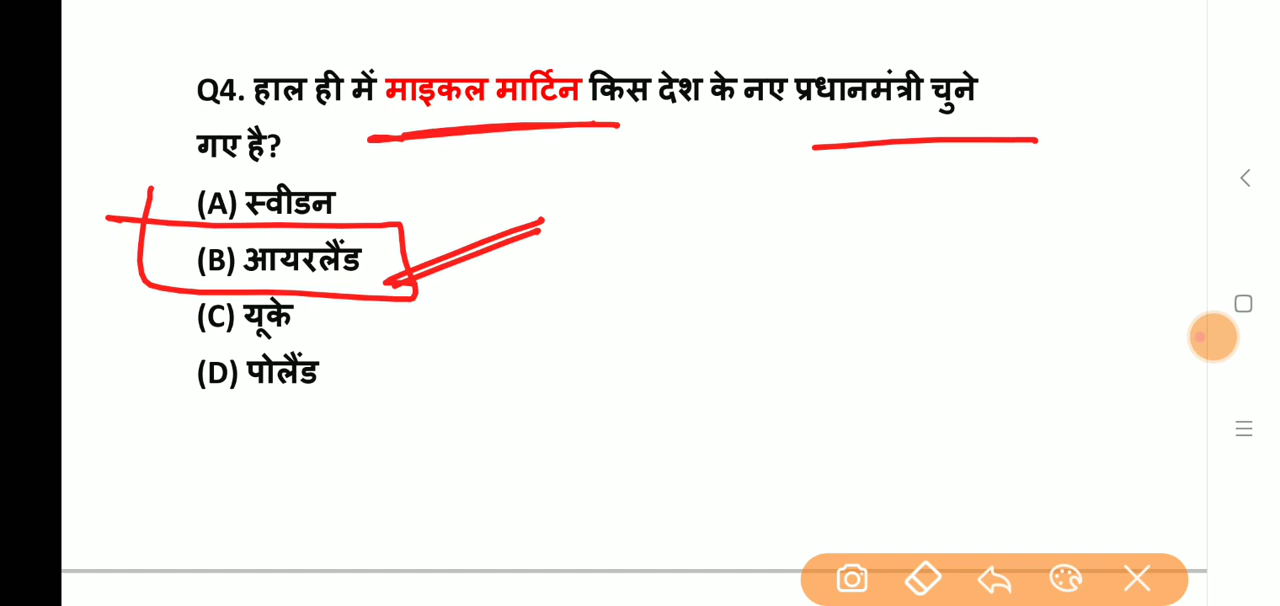 Q4. हाल ही में माइकल मार्टिन किस देश के नए प्रधानमंत्री चुने
गए है?
(A) स्वीडन
(B) आयरलैंड
(C) यूके
(D) पोलैंड